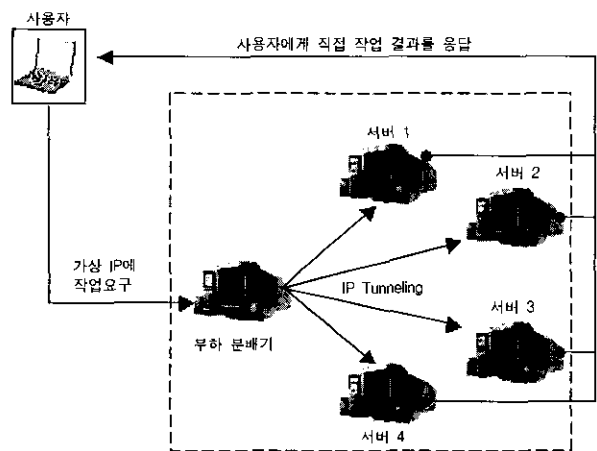 사용자
사용자에게 직접 작업 결과를 응답
서버 1
서버 2
가상 IP에
작업요구
IP Tunneling
서버 3
부하 분배기
서버 4